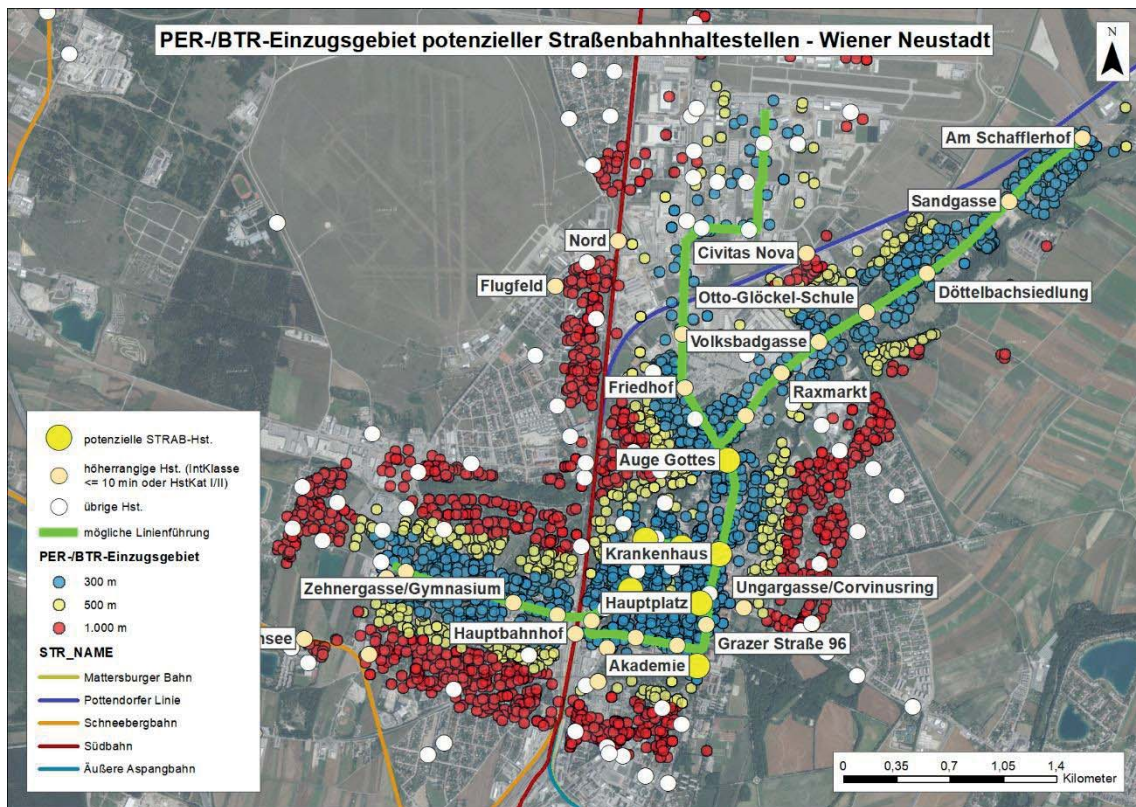 PER-/BTR-Einzugsgebiet potenzieller Straßenbahnhaltestellen - Wiener Neustadt
N
Am Schafflerhof
Sandgasse
Nord
Civitas Nova
Flugfeld
Otto-Glöckel-Schule
Döttelbachsiedlung
Volksbadgasse
Friedhof
Raxmarkt
Auge Gottes
Krankenhaus
Zehnergasse/Gymnasium
Ungargasse/Corvinusring
Hauptplatz
Hauptbahnhof
Grazer Straße 96
Akademie
nsee
potenzielle STRAB-Hst.
höherrangige Hst. (IntKlasse
<= 10 min oder HstKat I/II)
übrige Hst.
mögliche Linienführung
PER-/BTR-Einzugsgebiet
300 m
500 m
1.000 m
STR_NAME
Mattersburger Bahn
Pottendorfer Linie
Schneebergbahn
Südbahn
Äußere Aspangbahn
0 0,35 0,7 1,05 1,4
Kilometer